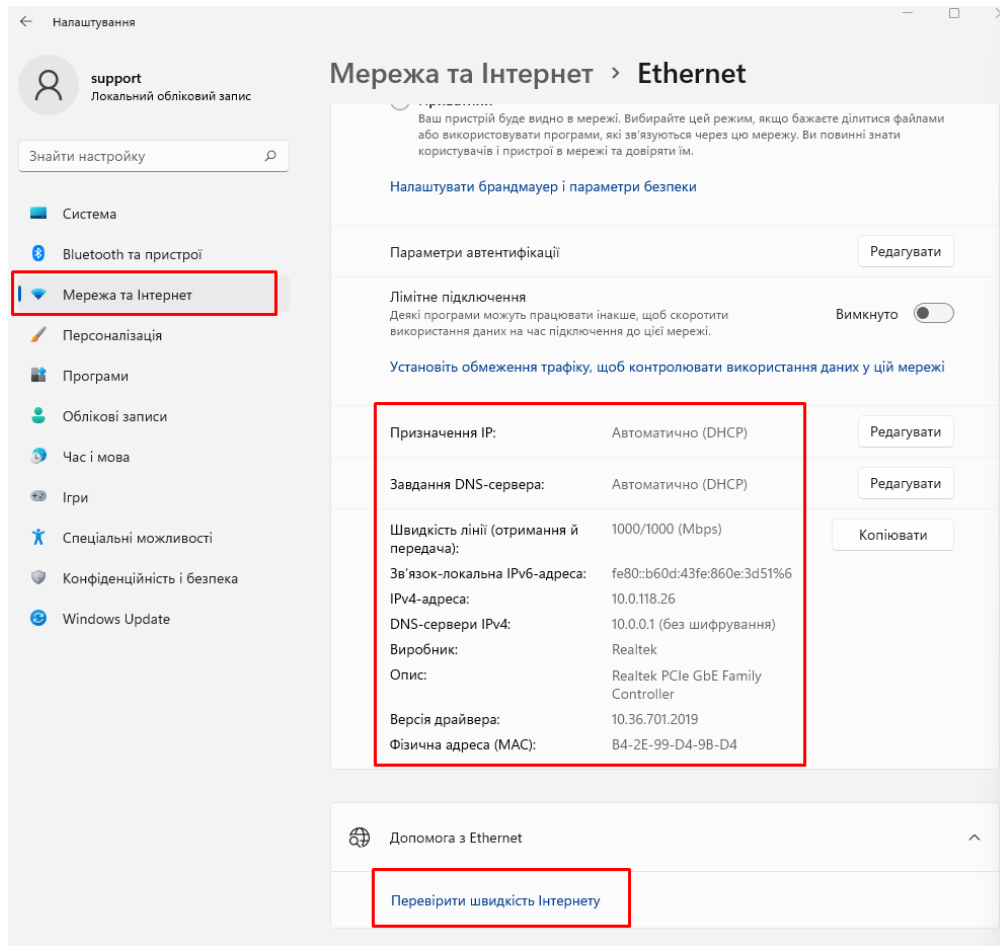 Налаштування
support
Локальний обліковий запис
Знайти настройку
Система
Bluetooth та пристрої
Мережа та Інтернет
Персоналізація
Програми
Облікові записи
Час і мова
Ігри
Спеціальні можливості
Конфіденційність і безпека
Windows Update
Мережа та Інтернет › Ethernet
Ваш пристрій буде видно в мережі. Вибирайте цей режим, якщо бажаєте ділитися файлами
або використовувати програми, які зв'язуються через цю мережу. Ви повинні знати
користувачів і пристрої в мережі та довіряти їм.
Налаштувати брандмауер і параметри безпеки
Параметри автентифікації
Редагувати
Лімітне підключення
Деякі програми можуть працювати інакше, щоб скоротити
використання даних на час підключення до цієї мережі.
Вимкнуто
Установіть обмеження трафіку, щоб контролювати використання даних у цій мережі
Призначення IP: Автоматично (DHCP) Редагувати
Завдання DNS-сервера: Автоматично (DHCP) Редагувати
Швидкість лінії (отримання й 1000/1000 (Mbps) Копіювати
передача):
Зв'язок-локальна IPv6-адреса: fe80::b60d:43fe:860e:3d51%6
IPv4-адреса: 10.0.118.26
DNS-сервери IPv4: 10.0.0.1 (без шифрування)
Виробник: Realtek
Опис: Realtek PCIe GbE Family
Controller
Версія драйвера: 10.36.701.2019
Фізична адреса (MAC): B4-2E-99-D4-9B-D4
Допомога з Ethernet
Перевірити швидкість Інтернету